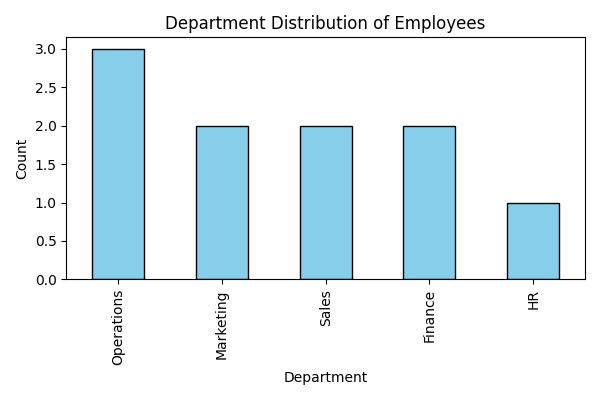 Department Distribution of Employees
Count
3.0
2.5
2.0
1.5
1.0
0.5
0.0
Operations
Marketing
Sales
Finance
HR
Department